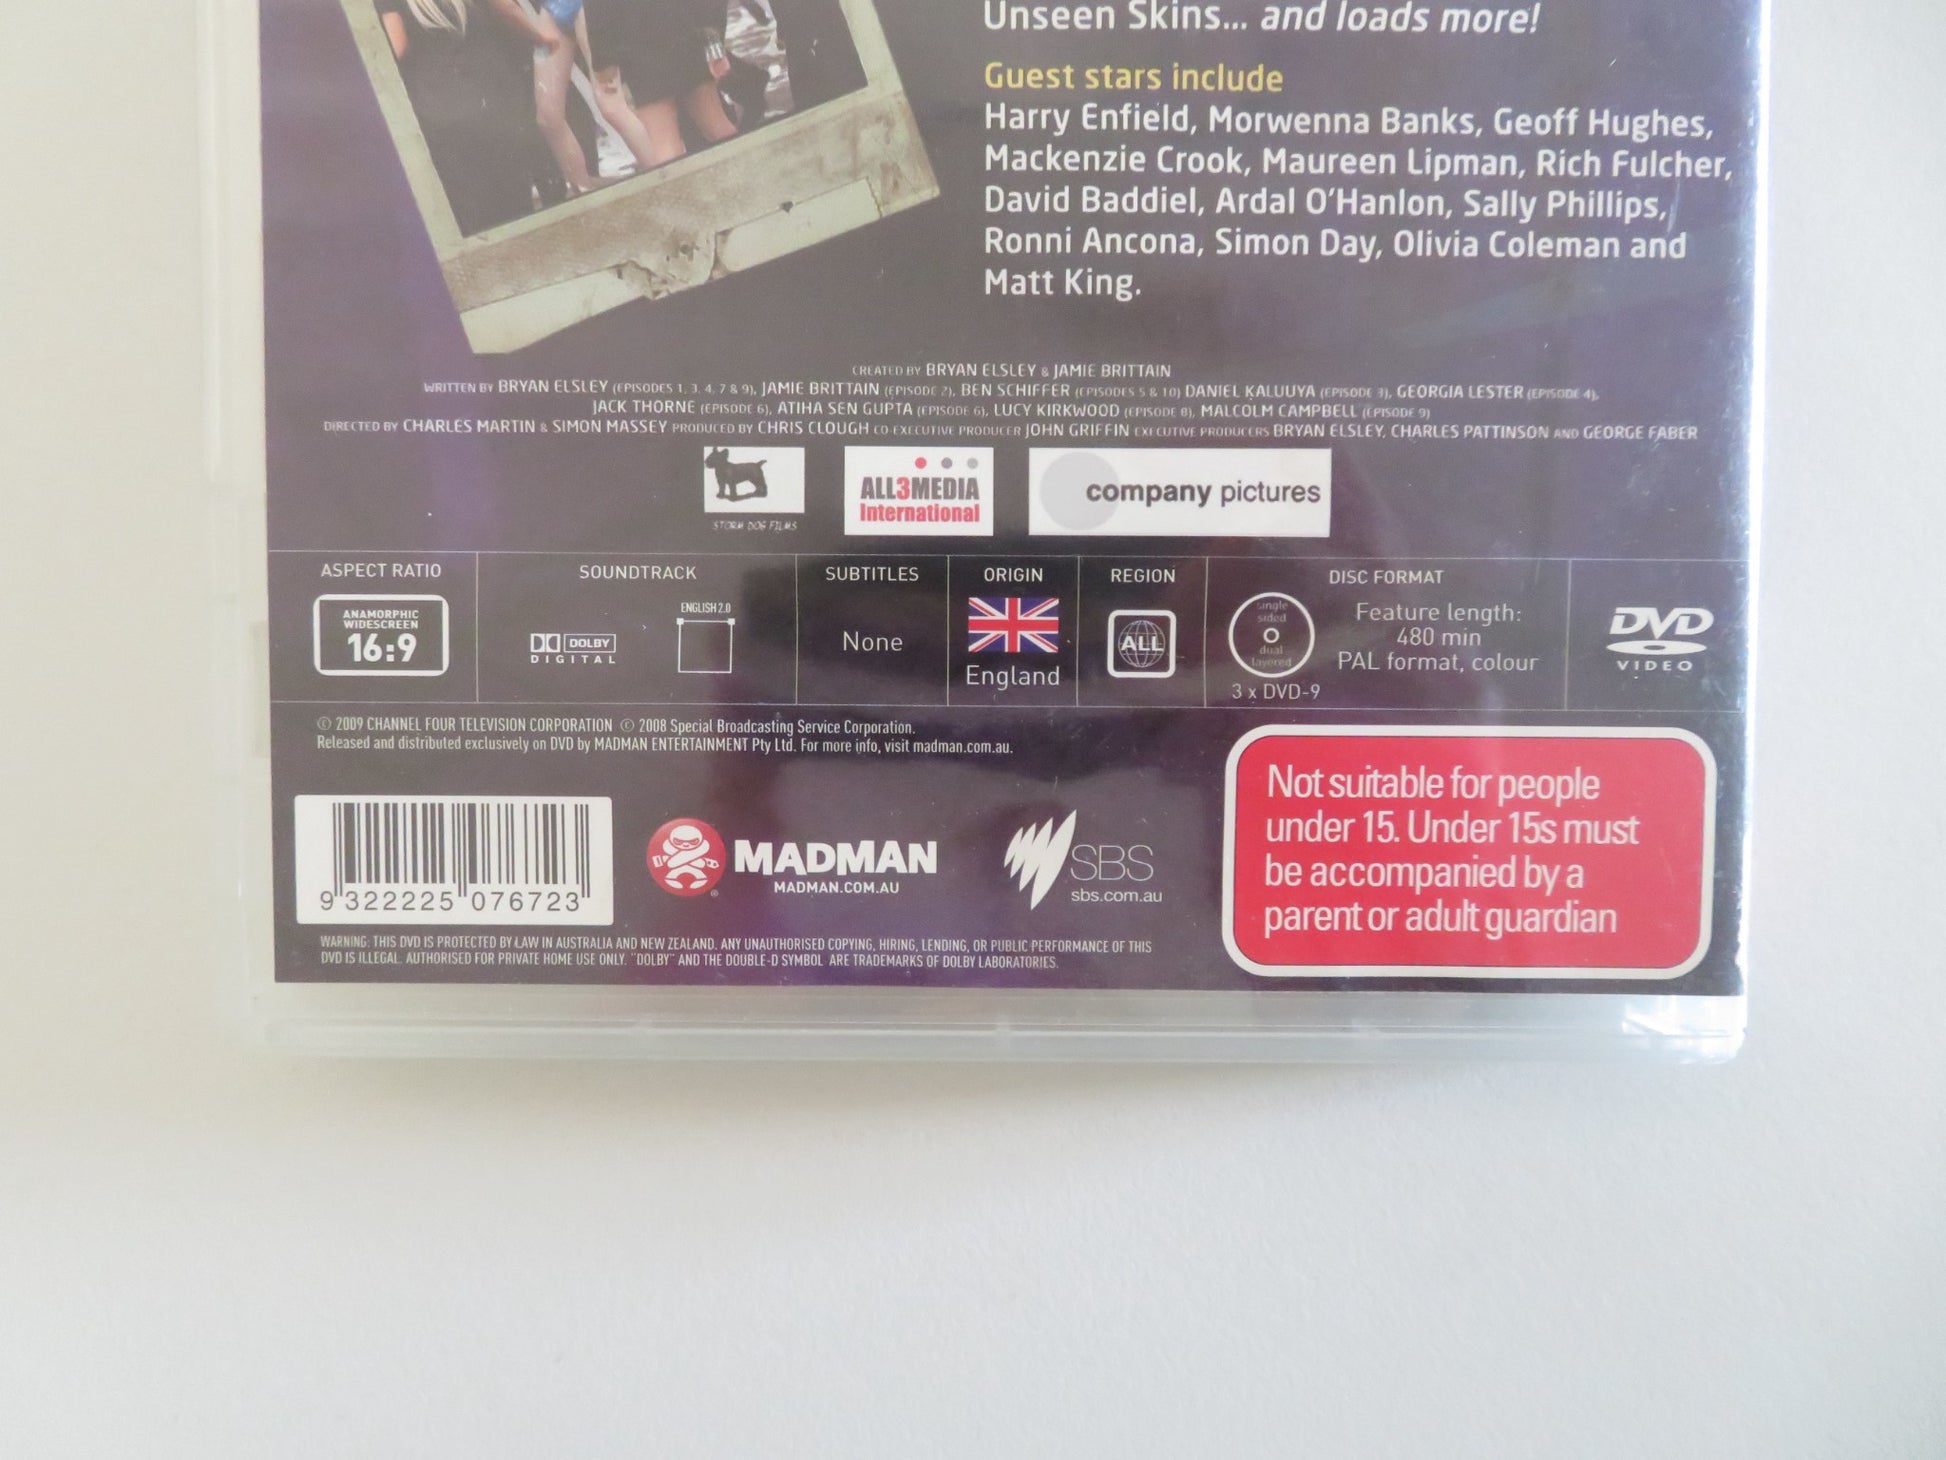 Unseen Skins... and loads more!
Guest stars include
Harry Enfield, Morwenna Banks, Geoff Hughes,
Mackenzie Crook, Maureen Lipman, Rich Fulcher,
David Baddiel, Ardal O'Hanlon, Sally Phillips,
Ronni Ancona, Simon Day, Olivia Coleman and
Matt King.
CREATED BY BRYAN ELSLEY & JAMIE BRITTAIN
WRITTEN BY BRYAN ELSLEY (EPISODES 1, 3, 4, 7 & 9), JAMIE BRITTAIN (EPISODE 2), BEN SCHIFFER (EPISODES 5 & 10) DANIEL KALUUYA (EPISODE 3), GEORGIA LESTER (EPISODE 4),
JACK THORNE (EPISODE 6), ATIHA SEN GUPTA (EPISODE 6), LUCY KIRKWOOD (EPISODE 8), MALCOLM CAMPBELL (EPISODE 9)
DIRECTED BY CHARLES MARTIN & SIMON MASSEY PRODUCED BY CHRIS CLOUGH CO-EXECUTIVE PRODUCER JOHN GRIFFIN EXECUTIVE PRODUCERS BRYAN ELSLEY, CHARLES PATTINSON AND GEORGE FABER
STORM DOG FILMS
ALL3MEDIA
International
company pictures
ASPECT RATIO
ANAMORPHIC
WIDESCREEN
16:9
SOUNDTRACK
DOLBY
DIGITAL
ENGLISH 2.0
SUBTITLES
None
ORIGIN
England
REGION
ALL
DISC FORMAT
single
sided
dual
layered
3 x DVD-9
Feature length:
480 min
PAL format, colour
DVD
VIDEO
© 2009 CHANNEL FOUR TELEVISION CORPORATION © 2008 Special Broadcasting Service Corporation.
Released and distributed exclusively on DVD by MADMAN ENTERTAINMENT Pty Ltd. For more info, visit madman.com.au.
9 322225 076723
MADMAN
MADMAN.COM.AU
SBS
sbs.com.au
Not suitable for people
under 15. Under 15s must
be accompanied by a
parent or adult guardian
WARNING: THIS DVD IS PROTECTED BY LAW IN AUSTRALIA AND NEW ZEALAND. ANY UNAUTHORISED COPYING, HIRING, LENDING, OR PUBLIC PERFORMANCE OF THIS
DVD IS ILLEGAL. AUTHORISED FOR PRIVATE HOME USE ONLY. "DOLBY" AND THE DOUBLE-D SYMBOL ARE TRADEMARKS OF DOLBY LABORATORIES.